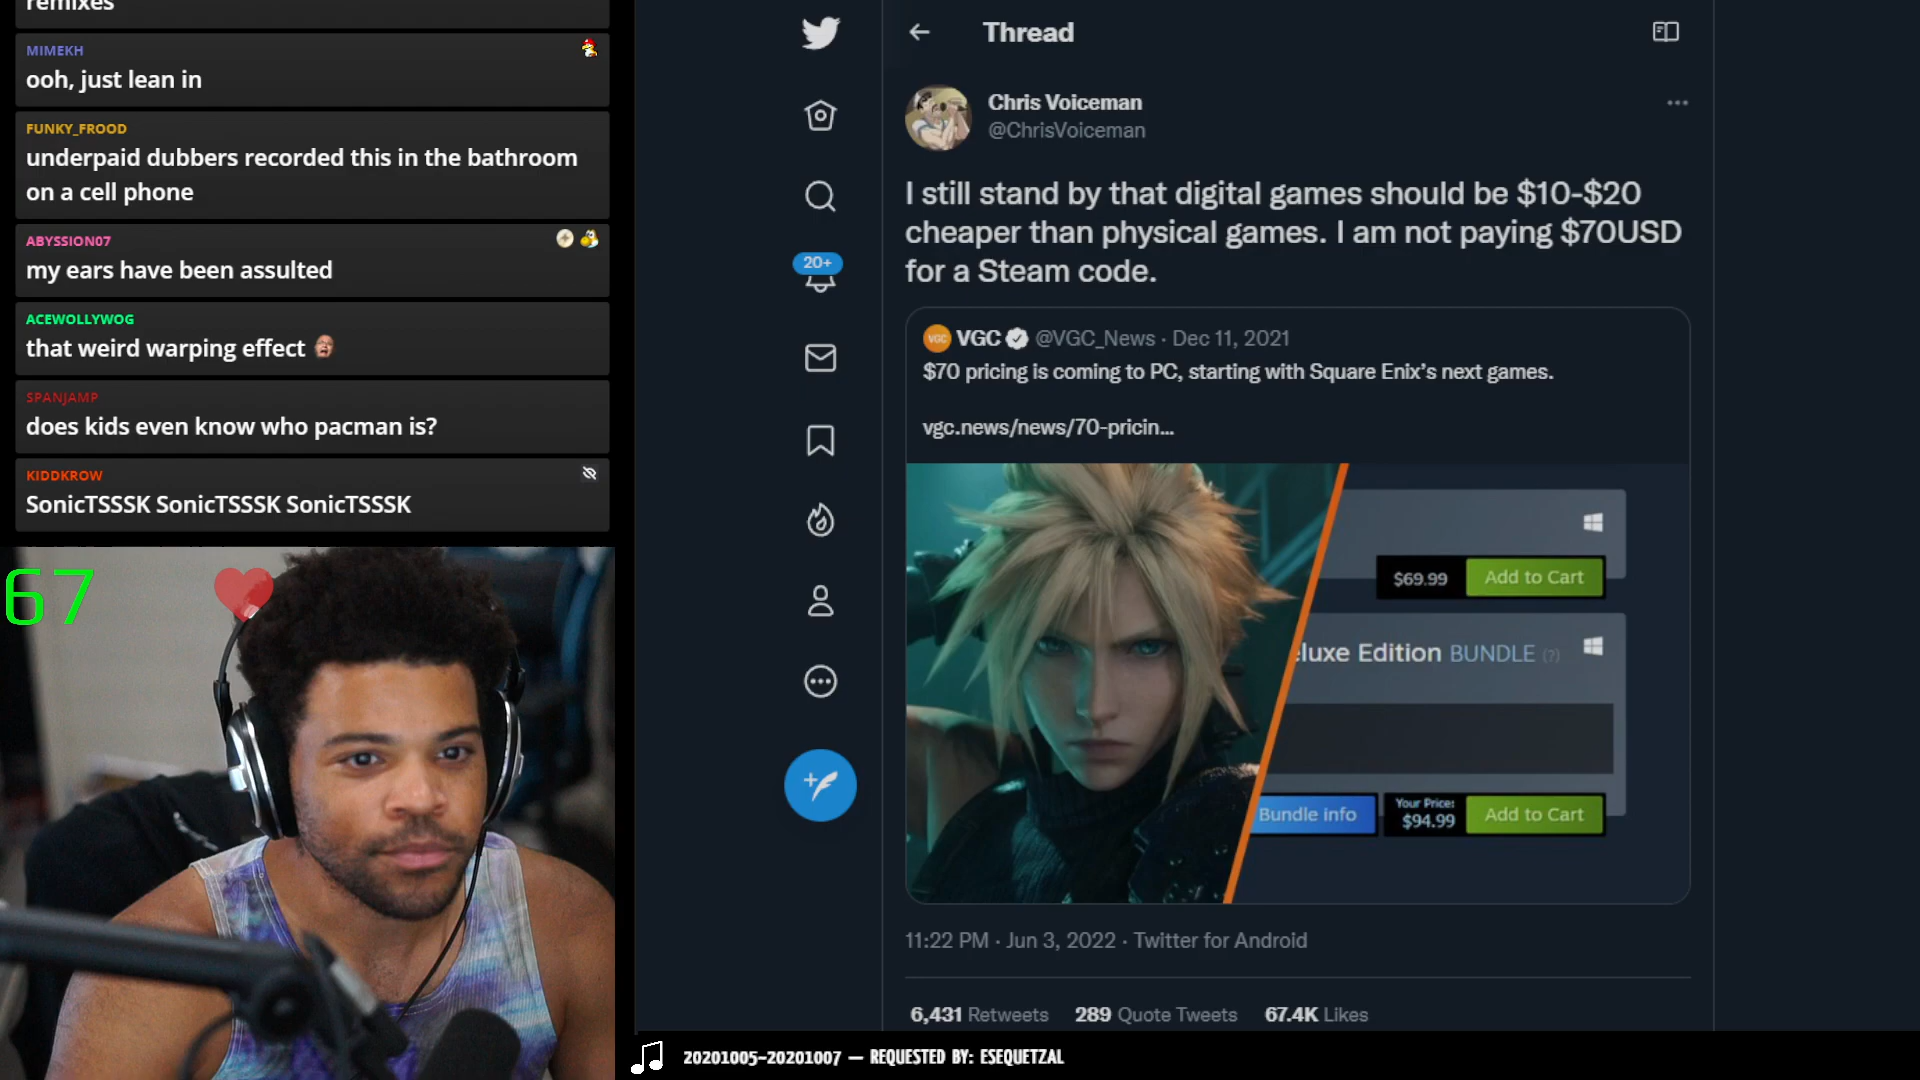 remixes
MIMEKH
ooh, just lean in
FUNKY_FROOD
underpaid dubbers recorded this in the bathroom
on a cell phone
ABYSSION07
my ears have been assulted
ACEWOLLYWOG
that weird warping effect
SPANJAMP
does kids even know who pacman is?
KIDDKROW
SonicTSSSK SonicTSSSK SonicTSSSK
67
Thread
Chris Voiceman
@ChrisVoiceman
20+
I still stand by that digital games should be $10-$20
cheaper than physical games. I am not paying $70USD
for a Steam code.
VGC VGC @VGC_News · Dec 11, 2021
$70 pricing is coming to PC, starting with Square Enix's next games.
vgc.news/news/70-pricin...
$69.99 Add to Cart
eluxe Edition BUNDLE (?)
Bundle info Your Price: $94.99 Add to Cart
11:22 PM · Jun 3, 2022 · Twitter for Android
6,431 Retweets 289 Quote Tweets 67.4K Likes
20201005-20201007 — REQUESTED BY: ESEQUETZAL